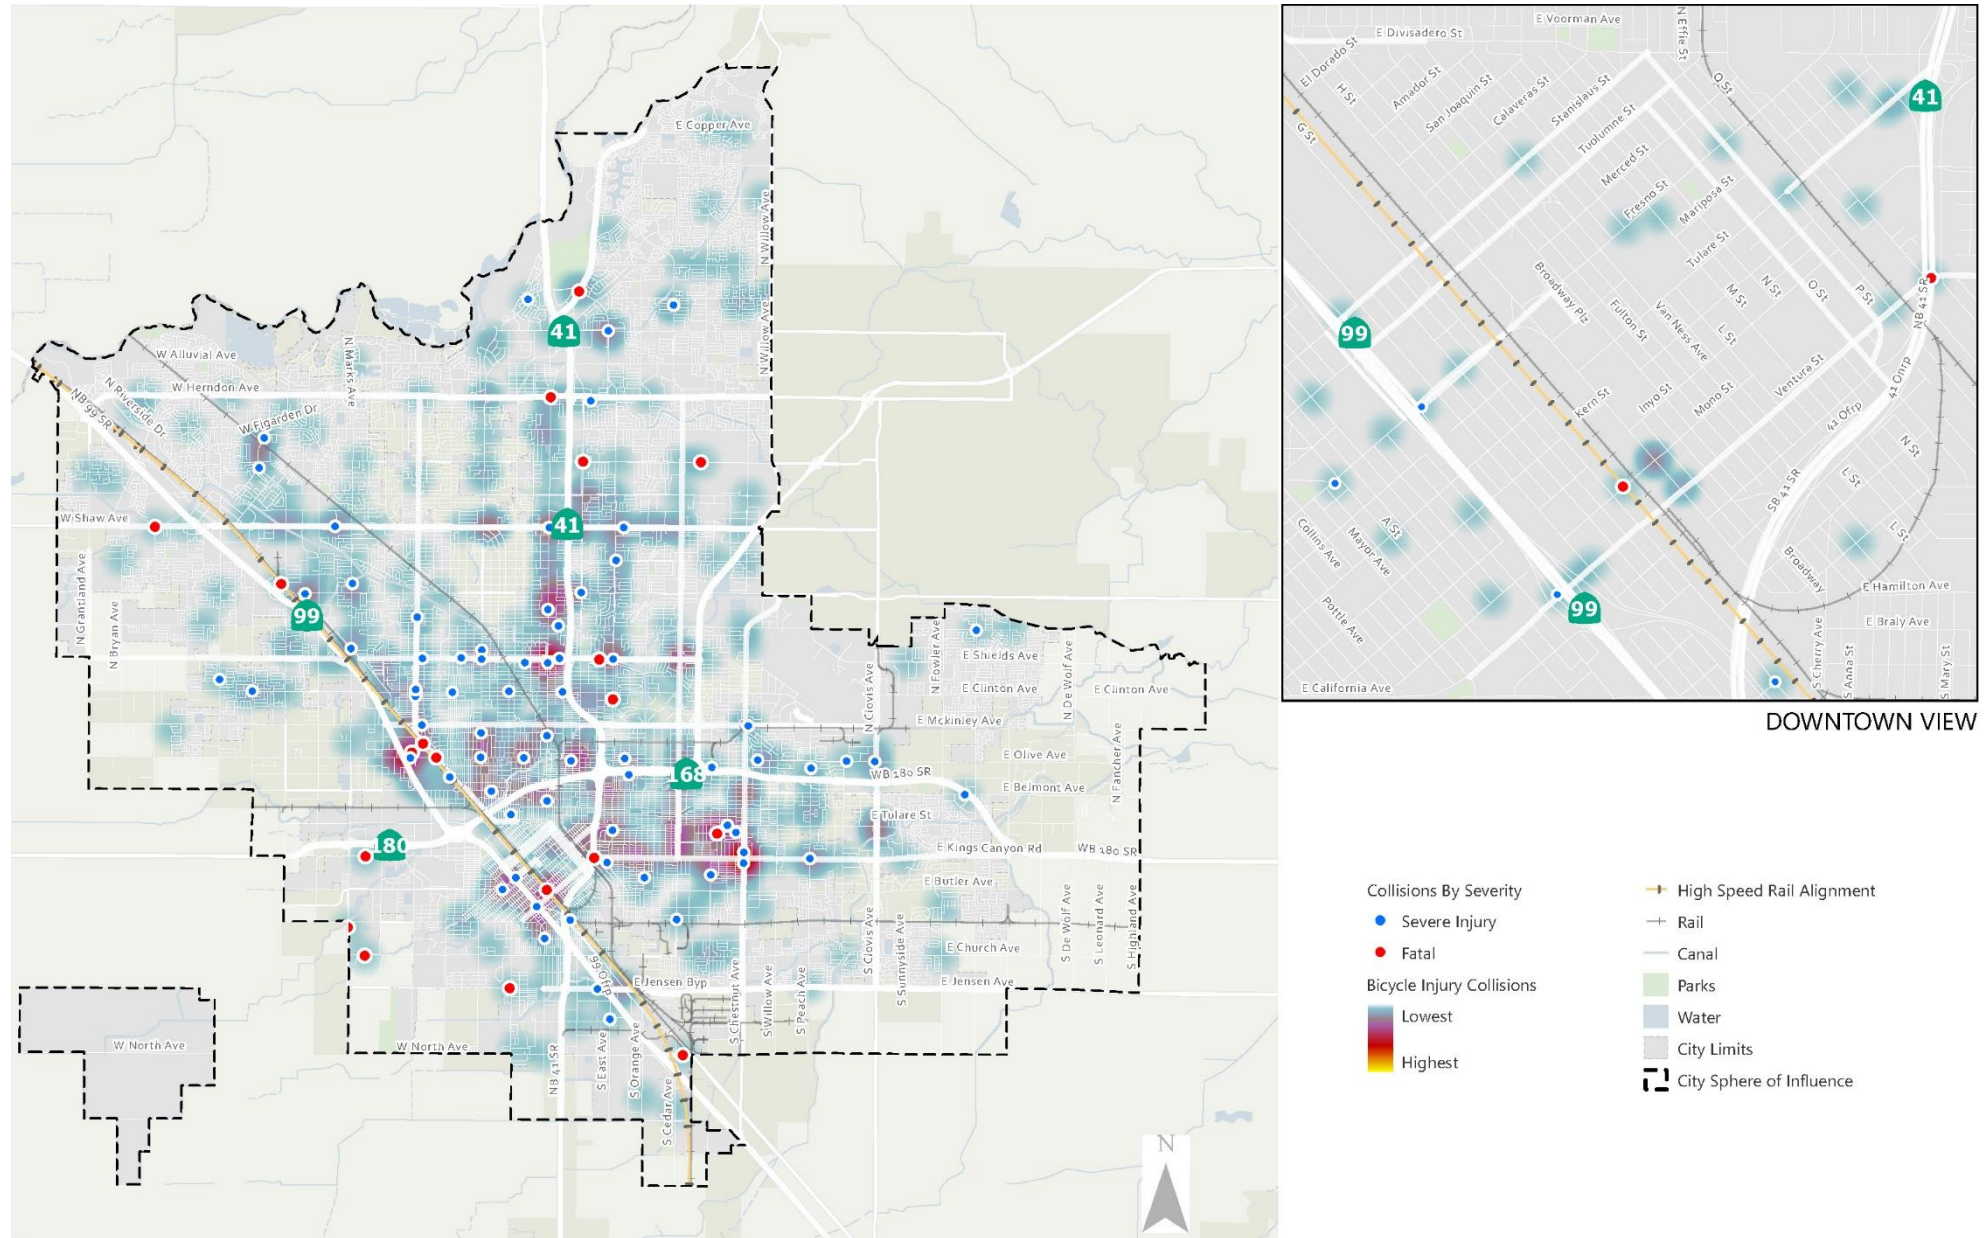 E Copper Ave
N Willow Ave
N Willow Ave
41
W Alluvial Ave
N Marks Ave
W Herndon Ave
N Riverside Dr
NB 99 SR
W Figarden Dr
W Shaw Ave
41
N Grantland Ave
N Bryan Ave
99
N Fowler Ave
E Shields Ave
N De Wolf Ave
N Clovis Ave
E Clinton Ave
E Clinton Ave
E Mckinley Ave
E Olive Ave
N Fancher Ave
168
WB 180 SR
E Belmont Ave
E Tulare St
180
E Kings Canyon Rd
WB 180 SR
E Butler Ave
S Clovis Ave
S Sunnyside Ave
S De Wolf Ave
S Leonard Ave
S Highland Ave
E Church Ave
99 Ofrp
E Jensen Byp
E Jensen Ave
S Chestnut Ave
S Willow Ave
S Peach Ave
W North Ave
W North Ave
NB 41 SR
S East Ave
S Orange Ave
S Cedar Ave
N
E Voorman Ave
E Divisadero St
N Effie St
El Dorado St
H St
Amador St
San Joaquin St
Calaveras St
Stanislaus St
Q St
41
G St
Tuolumne St
Merced St
Fresno St
Mariposa St
Tulare St
Broadway Plz
Fulton St
Van Ness Ave
L St
M St
N St
O St
P St
NB 41 SR
99
Kern St
Inyo St
Mono St
Ventura St
41 Onrp
41 Ofrp
N St
L St
SB 41 SR
L St
A St
Collins Ave
Mayor Ave
Pottle Ave
Broadway
E Hamilton Ave
99
E Braly Ave
S Cherry Ave
S Anna St
S Mary St
E California Ave
DOWNTOWN VIEW
Collisions By Severity
Severe Injury
Fatal
Bicycle Injury Collisions
Lowest
Highest
High Speed Rail Alignment
Rail
Canal
Parks
Water
City Limits
City Sphere of Influence